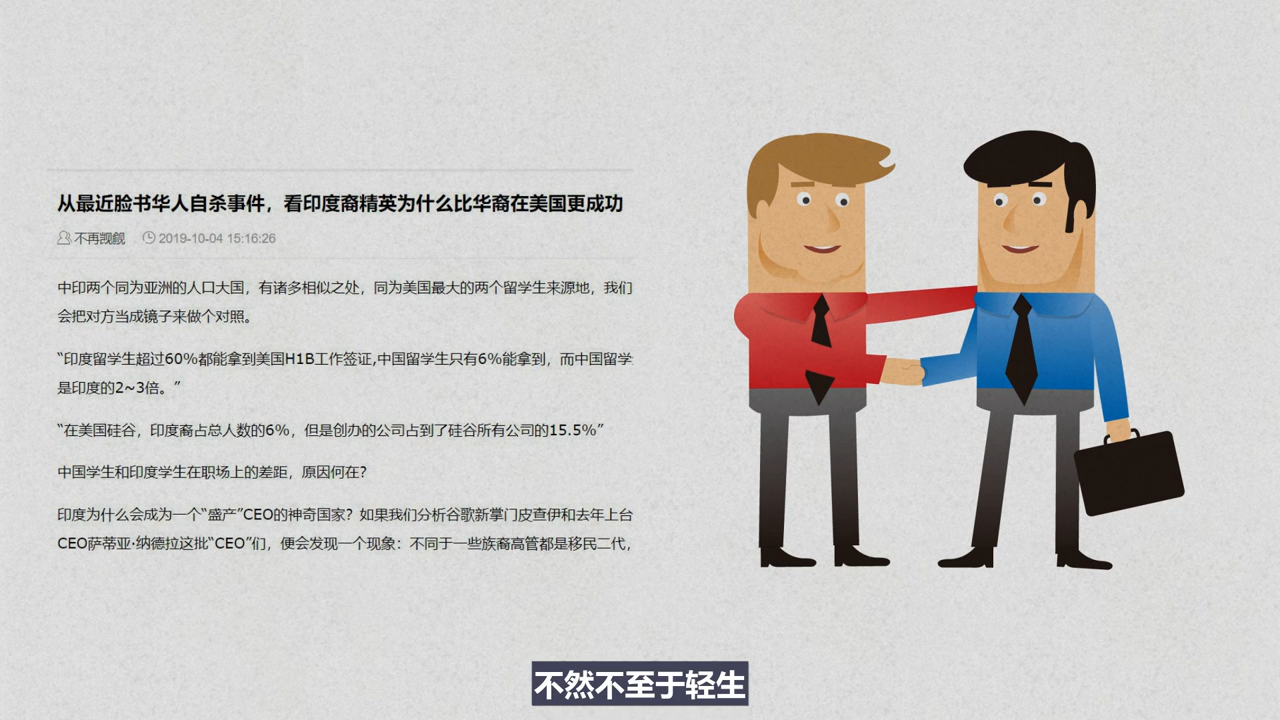 从最近脸书华人自杀事件，看印度裔精英为什么比华裔在美国更成功
不再觊觎 2019-10-04 15:16:26
中印两个同为亚洲的人口大国，有诸多相似之处，同为美国最大的两个留学生来源地，我们
会把对方当成镜子来做个对照。
“印度留学生超过60%都能拿到美国H1B工作签证,中国留学生只有6%能拿到，而中国留学
是印度的2~3倍。”
“在美国硅谷，印度裔占总人数的6%，但是创办的公司占到了硅谷所有公司的15.5%”
中国学生和印度学生在职场上的差距，原因何在？
印度为什么会成为一个“盛产”CEO的神奇国家？如果我们分析谷歌新掌门皮查伊和去年上台
CEO萨蒂亚·纳德拉这批“CEO”们，便会发现一个现象：不同于一些族裔高管都是移民二代，
不然不至于轻生